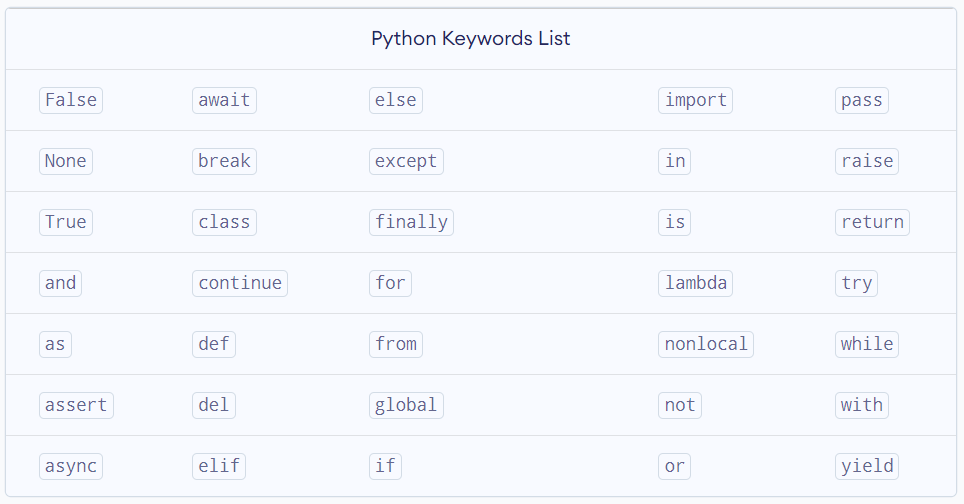 Python Keywords List
False await else import pass
None break except in raise
True class finally is return
and continue for lambda try
as def from nonlocal while
assert del global not with
async elif if or yield